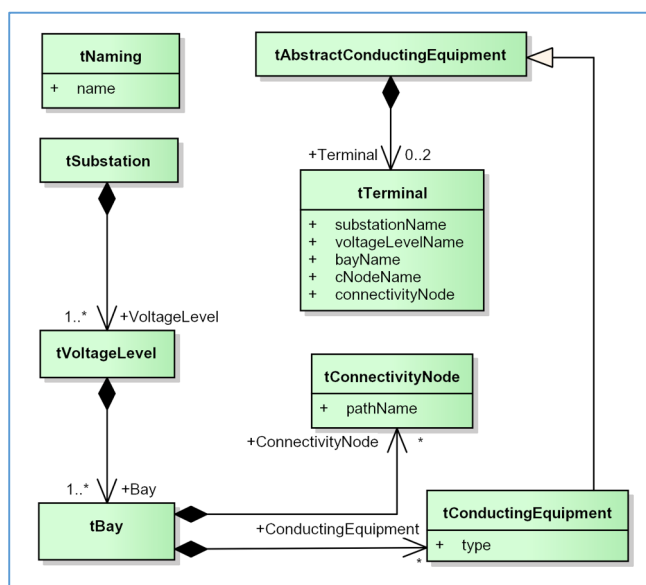 tNaming
+ name
tAbstractConductingEquipment
tSubstation
+Terminal 0..2
tTerminal
+ substationName
+ voltageLevelName
+ bayName
+ cNodeName
+ connectivityNode
1..* +VoltageLevel
tVoltageLevel
tConnectivityNode
+ pathName
+ConnectivityNode *
1..* +Bay
tBay
+ConductingEquipment
*
tConductingEquipment
+ type